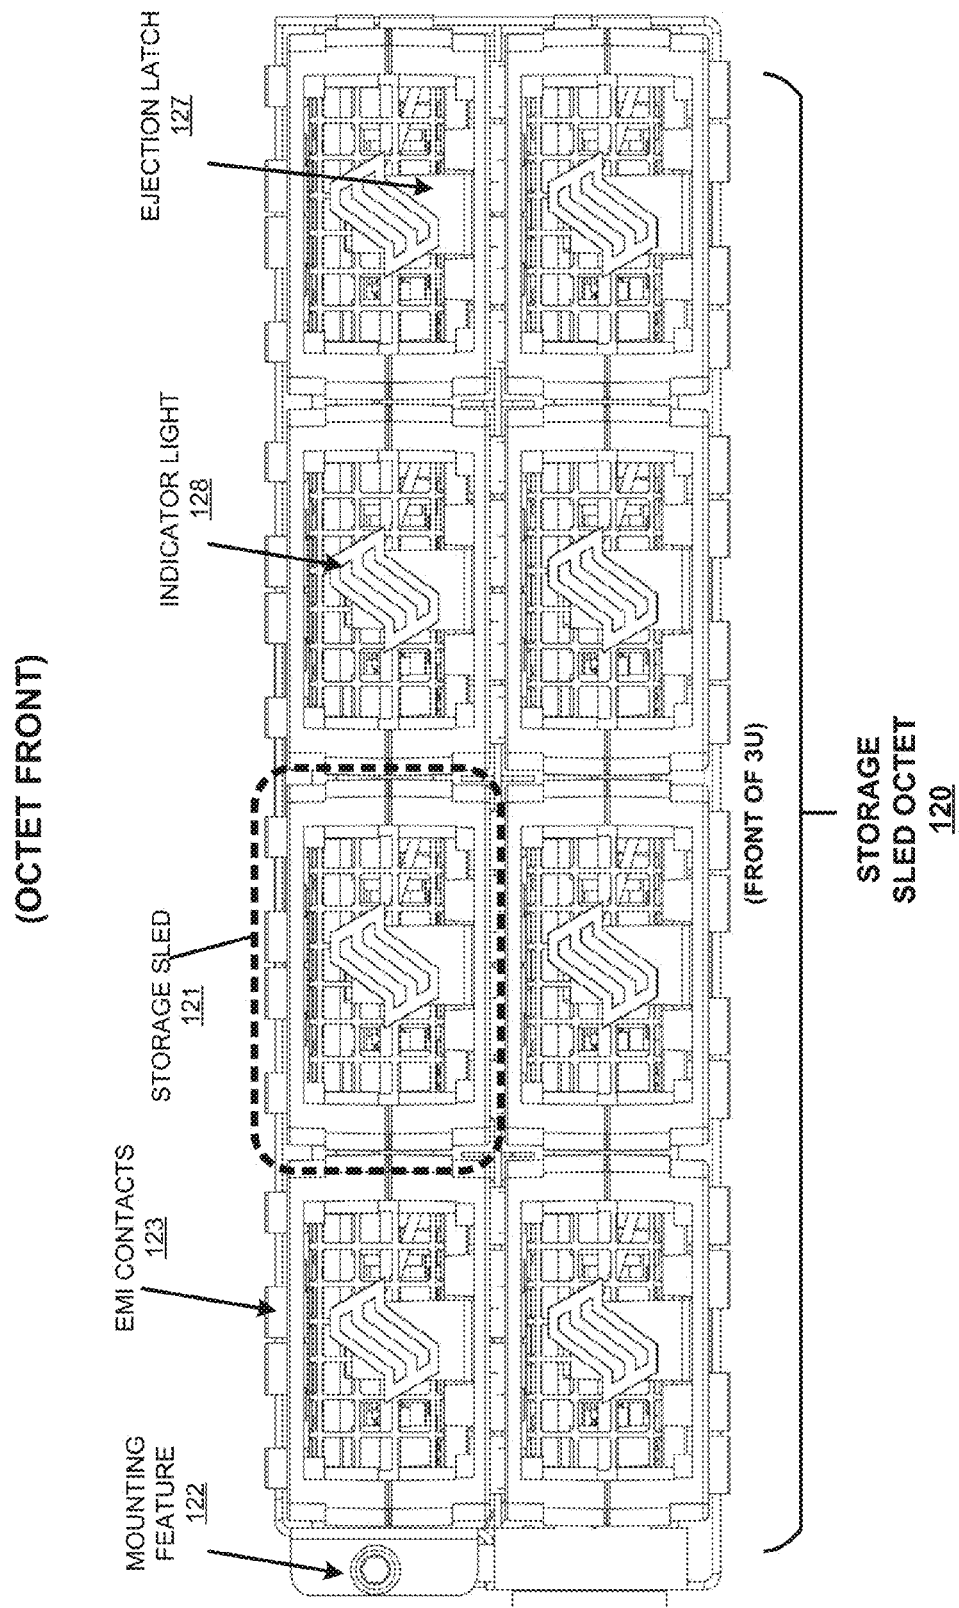 (OCTET FRONT)
MOUNTING
FEATURE
122
EMI CONTACTS
123
STORAGE SLED
121
INDICATOR LIGHT
128
EJECTION LATCH
127
(FRONT OF 3U)
STORAGE
SLED OCTET
120